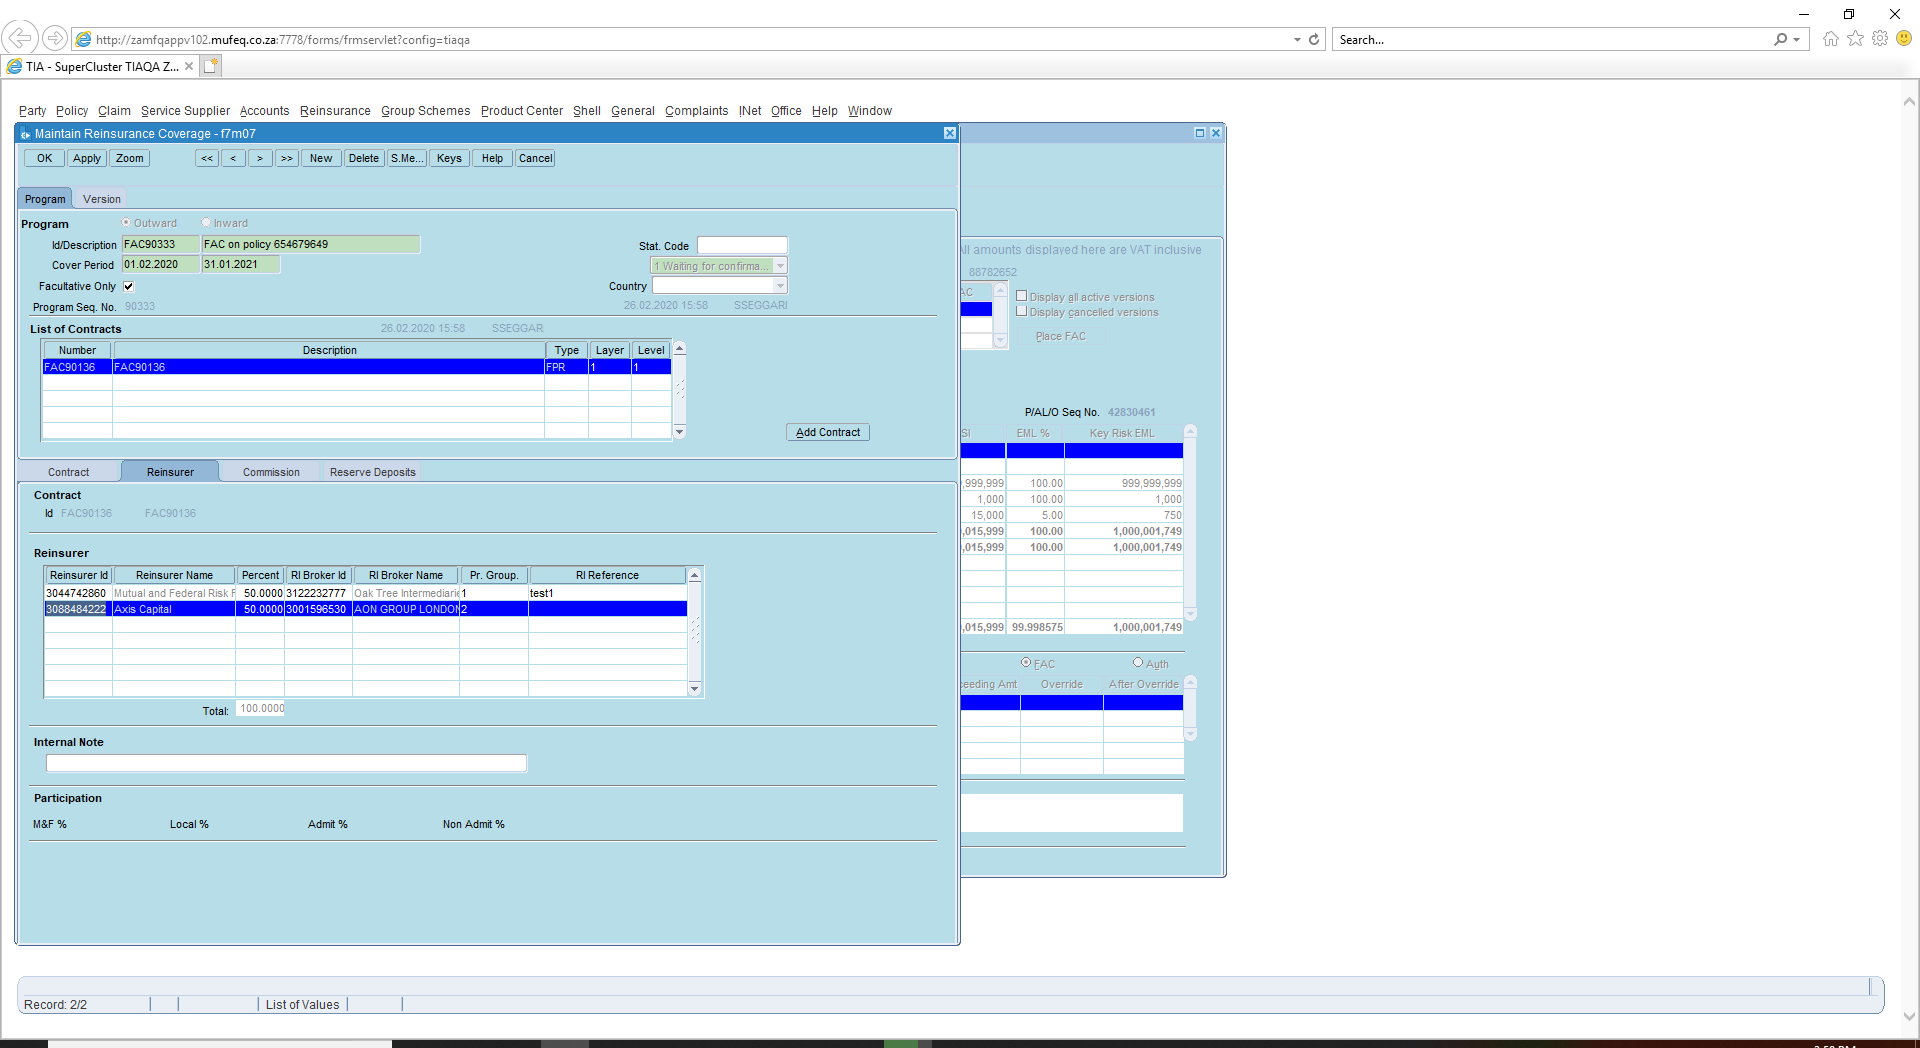 http://zamfqappv102.mufeq.co.za:7778/forms/frmservlet?config=tiaqa
Search...
TIA - SuperCluster TIAQA Z...
Party Policy Claim Service Supplier Accounts Reinsurance Group Schemes Product Center Shell General Complaints INet Office Help Window
Maintain Reinsurance Coverage - f7m07
OK Apply Zoom << < > >> New Delete S.Me... Keys Help Cancel
Program Version
Program Outward Inward
Id/Description FAC90333 FAC on policy 654679649 Stat. Code
Cover Period 01.02.2020 31.01.2021 1 Waiting for confirma...
Facultative Only Country
Program Seq. No. 90333 26.02.2020 15:58 SSEGGARI
List of Contracts 26.02.2020 15:58 SSEGGAR
Number Description Type Layer Level
FAC90136 FAC90136 FPR 1 1
Add Contract
Contract Reinsurer Commission Reserve Deposits
Contract
Id FAC90136 FAC90136
Reinsurer
Reinsurer Id Reinsurer Name Percent RI Broker Id RI Broker Name Pr. Group. RI Reference
3044742860 Mutual and Federal Risk F 50.0000 3122232777 Oak Tree Intermediarie 1 test1
3088484222 Axis Capital 50.0000 3001596530 AON GROUP LONDON 2
Total: 100.0000
Internal Note
Participation
M&F % Local % Admit % Non Admit %
All amounts displayed here are VAT inclusive
88782652
AC
Display all active versions
Display cancelled versions
Place FAC
P/AL/O Seq No. 42830461
SI EML % Key Risk EML
,999,999 100.00 999,999,999
1,000 100.00 1,000
15,000 5.00 750
,015,999 100.00 1,000,001,749
,015,999 100.00 1,000,001,749
,015,999 99.998575 1,000,001,749
FAC Auth
ceeding Amt Override After Override
Record: 2/2 List of Values